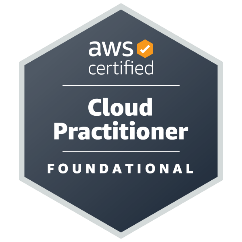 aws
certified
Cloud
Practitioner
FOUNDATIONAL